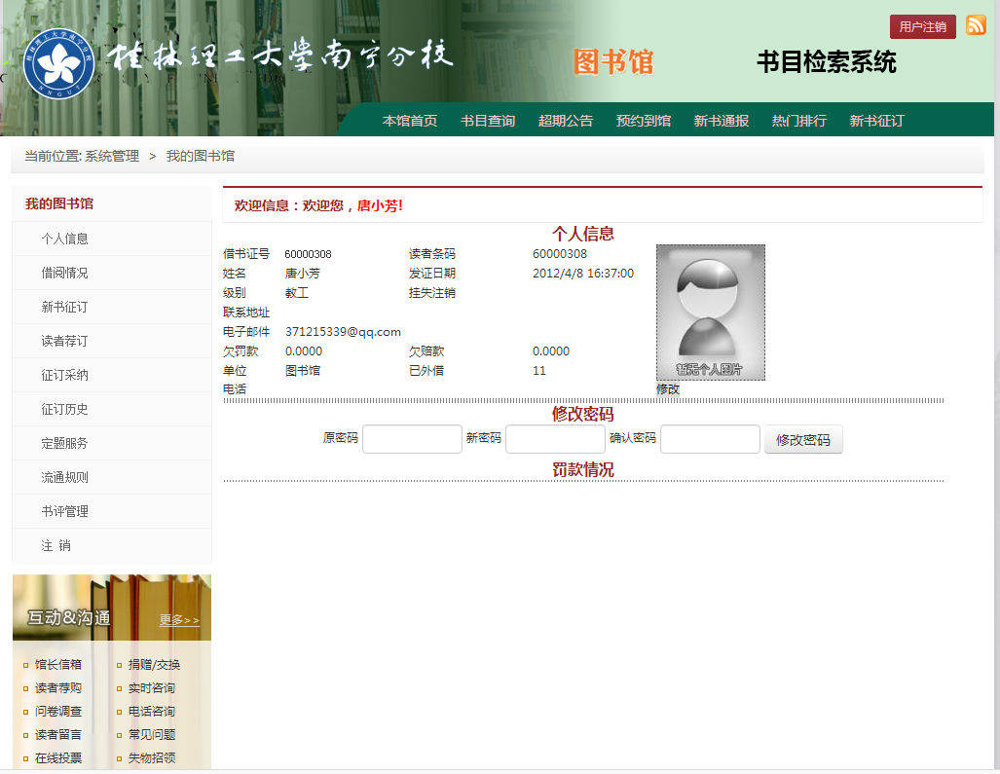 用户注销
桂林理工大学南宁分校
图书馆
书目检索系统
本馆首页 书目查询 超期公告 预约到馆 新书通报 热门排行 新书征订
当前位置: 系统管理 > 我的图书馆
我的图书馆
个人信息
借阅情况
新书征订
读者荐订
征订采纳
征订历史
定题服务
流通规则
书评管理
注 销
互动&沟通 更多>>
馆长信箱 捐赠/交换
读者荐购 实时咨询
问卷调查 电话咨询
读者留言 常见问题
在线投票 失物招领
欢迎信息：欢迎您，唐小芳!
个人信息
借书证号 60000308 读者条码 60000308
姓名 唐小芳 发证日期 2012/4/8 16:37:00
级别 教工 挂失注销
联系地址
电子邮件 371215339@qq.com
欠罚款 0.0000 欠赔款 0.0000
单位 图书馆 已外借 11
电话
暂无个人图片
修改
修改密码
原密码 新密码 确认密码 修改密码
罚款情况